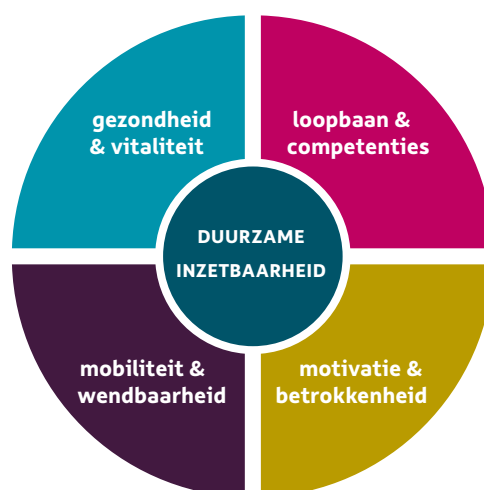 gezondheid
& vitaliteit
loopbaan &
competenties
DUURZAME
INZETBAARHEID
mobiliteit &
wendbaarheid
motivatie &
betrokkenheid